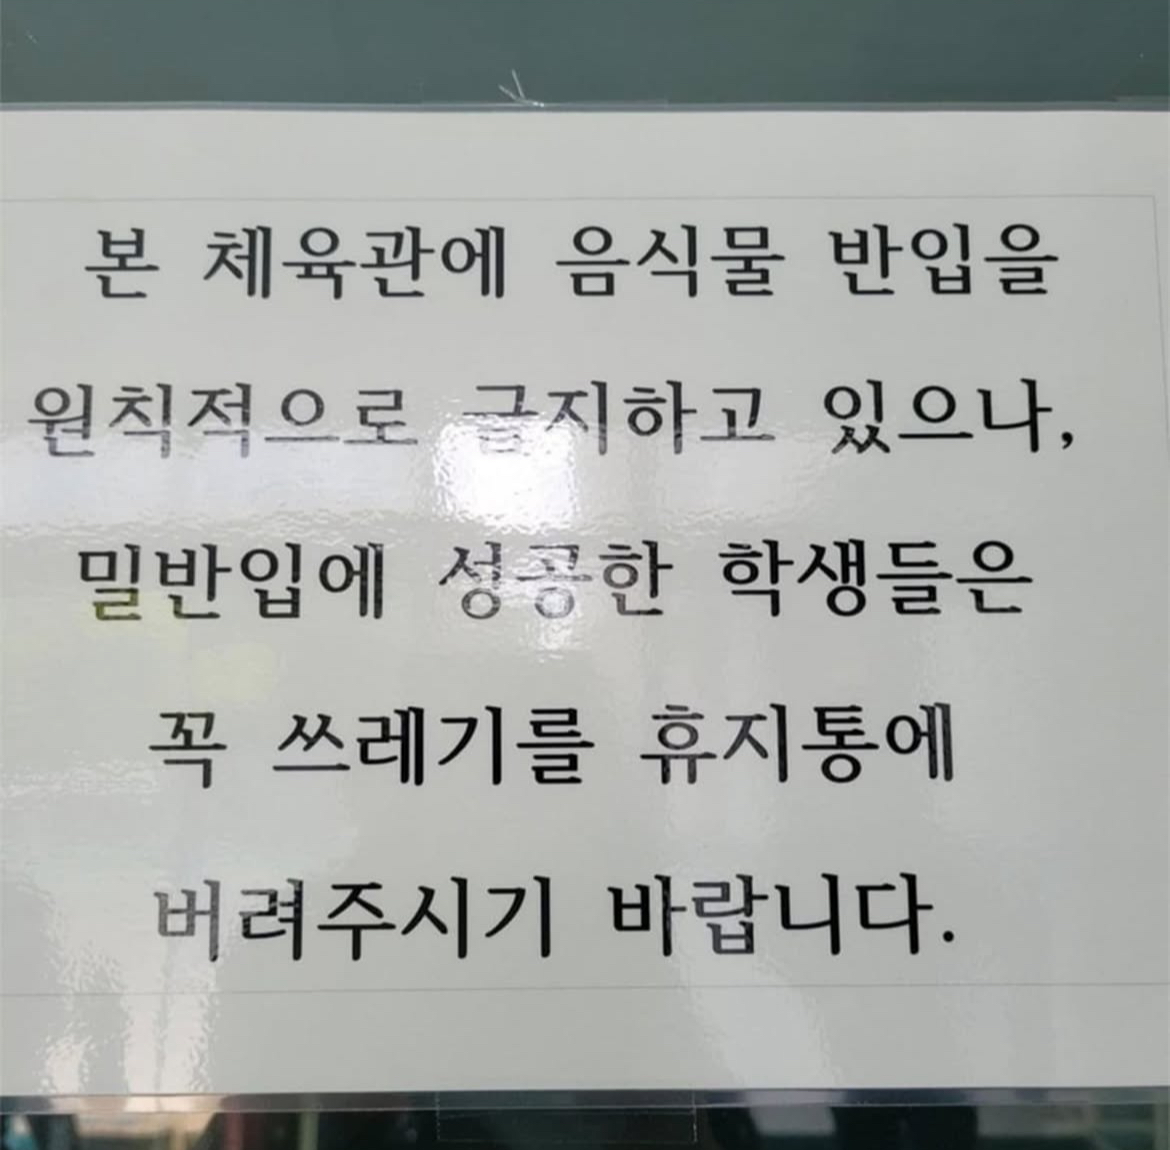 본 체육관에 음식물 반입을
원칙적으로 금지하고 있으나,
밀반입에 성공한 학생들은
꼭 쓰레기를 휴지통에
버려주시기 바랍니다.